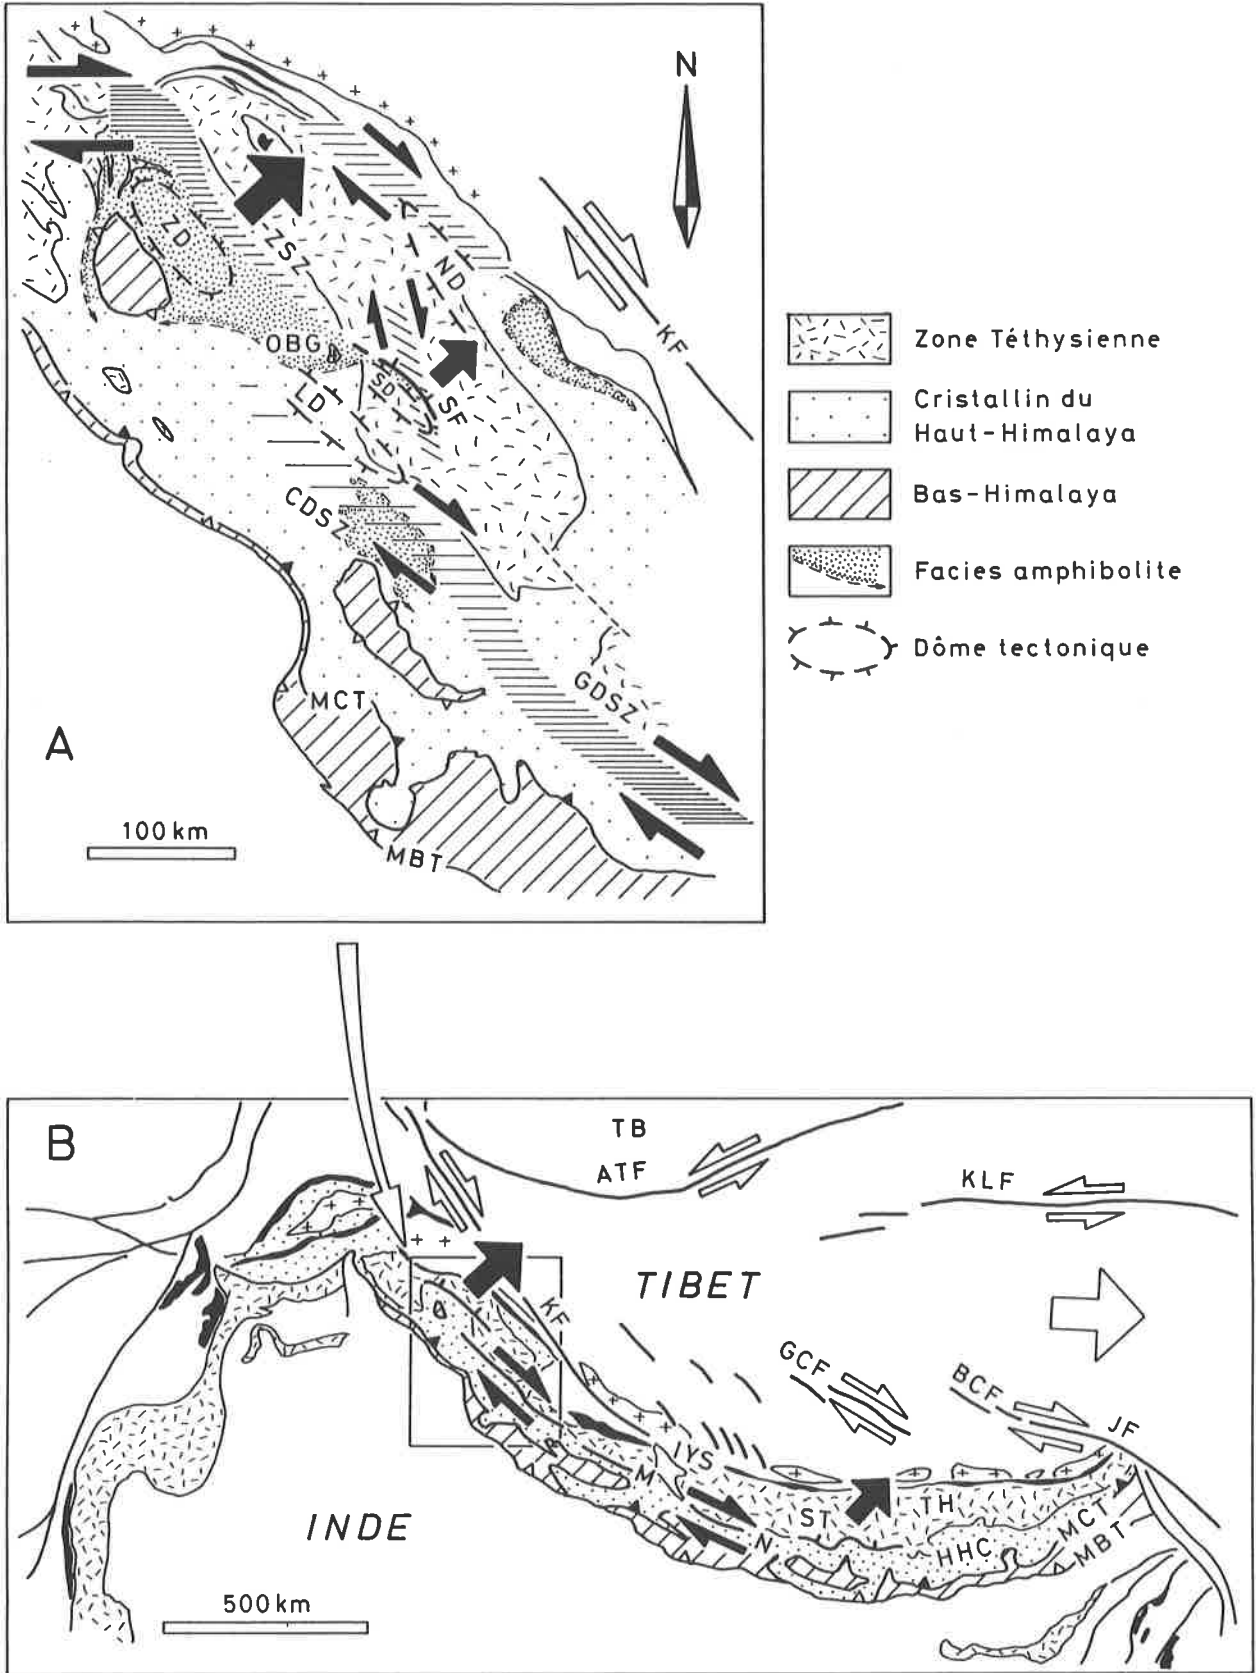 N
ZD
ZSZ
ND
KF
OBG
SD
LD
SF
CDSZ
GDSZ
MCT
A
100 km
MBT
Zone Téthysienne
Cristallin du
Haut-Himalaya
Bas-Himalaya
Facies amphibolite
Dôme tectonique
B
TB
ATF
KLF
TIBET
KF
GCF
BCF
JF
IYS
M
ST
TH
MCT
INDE
N
HHC
MBT
500 km